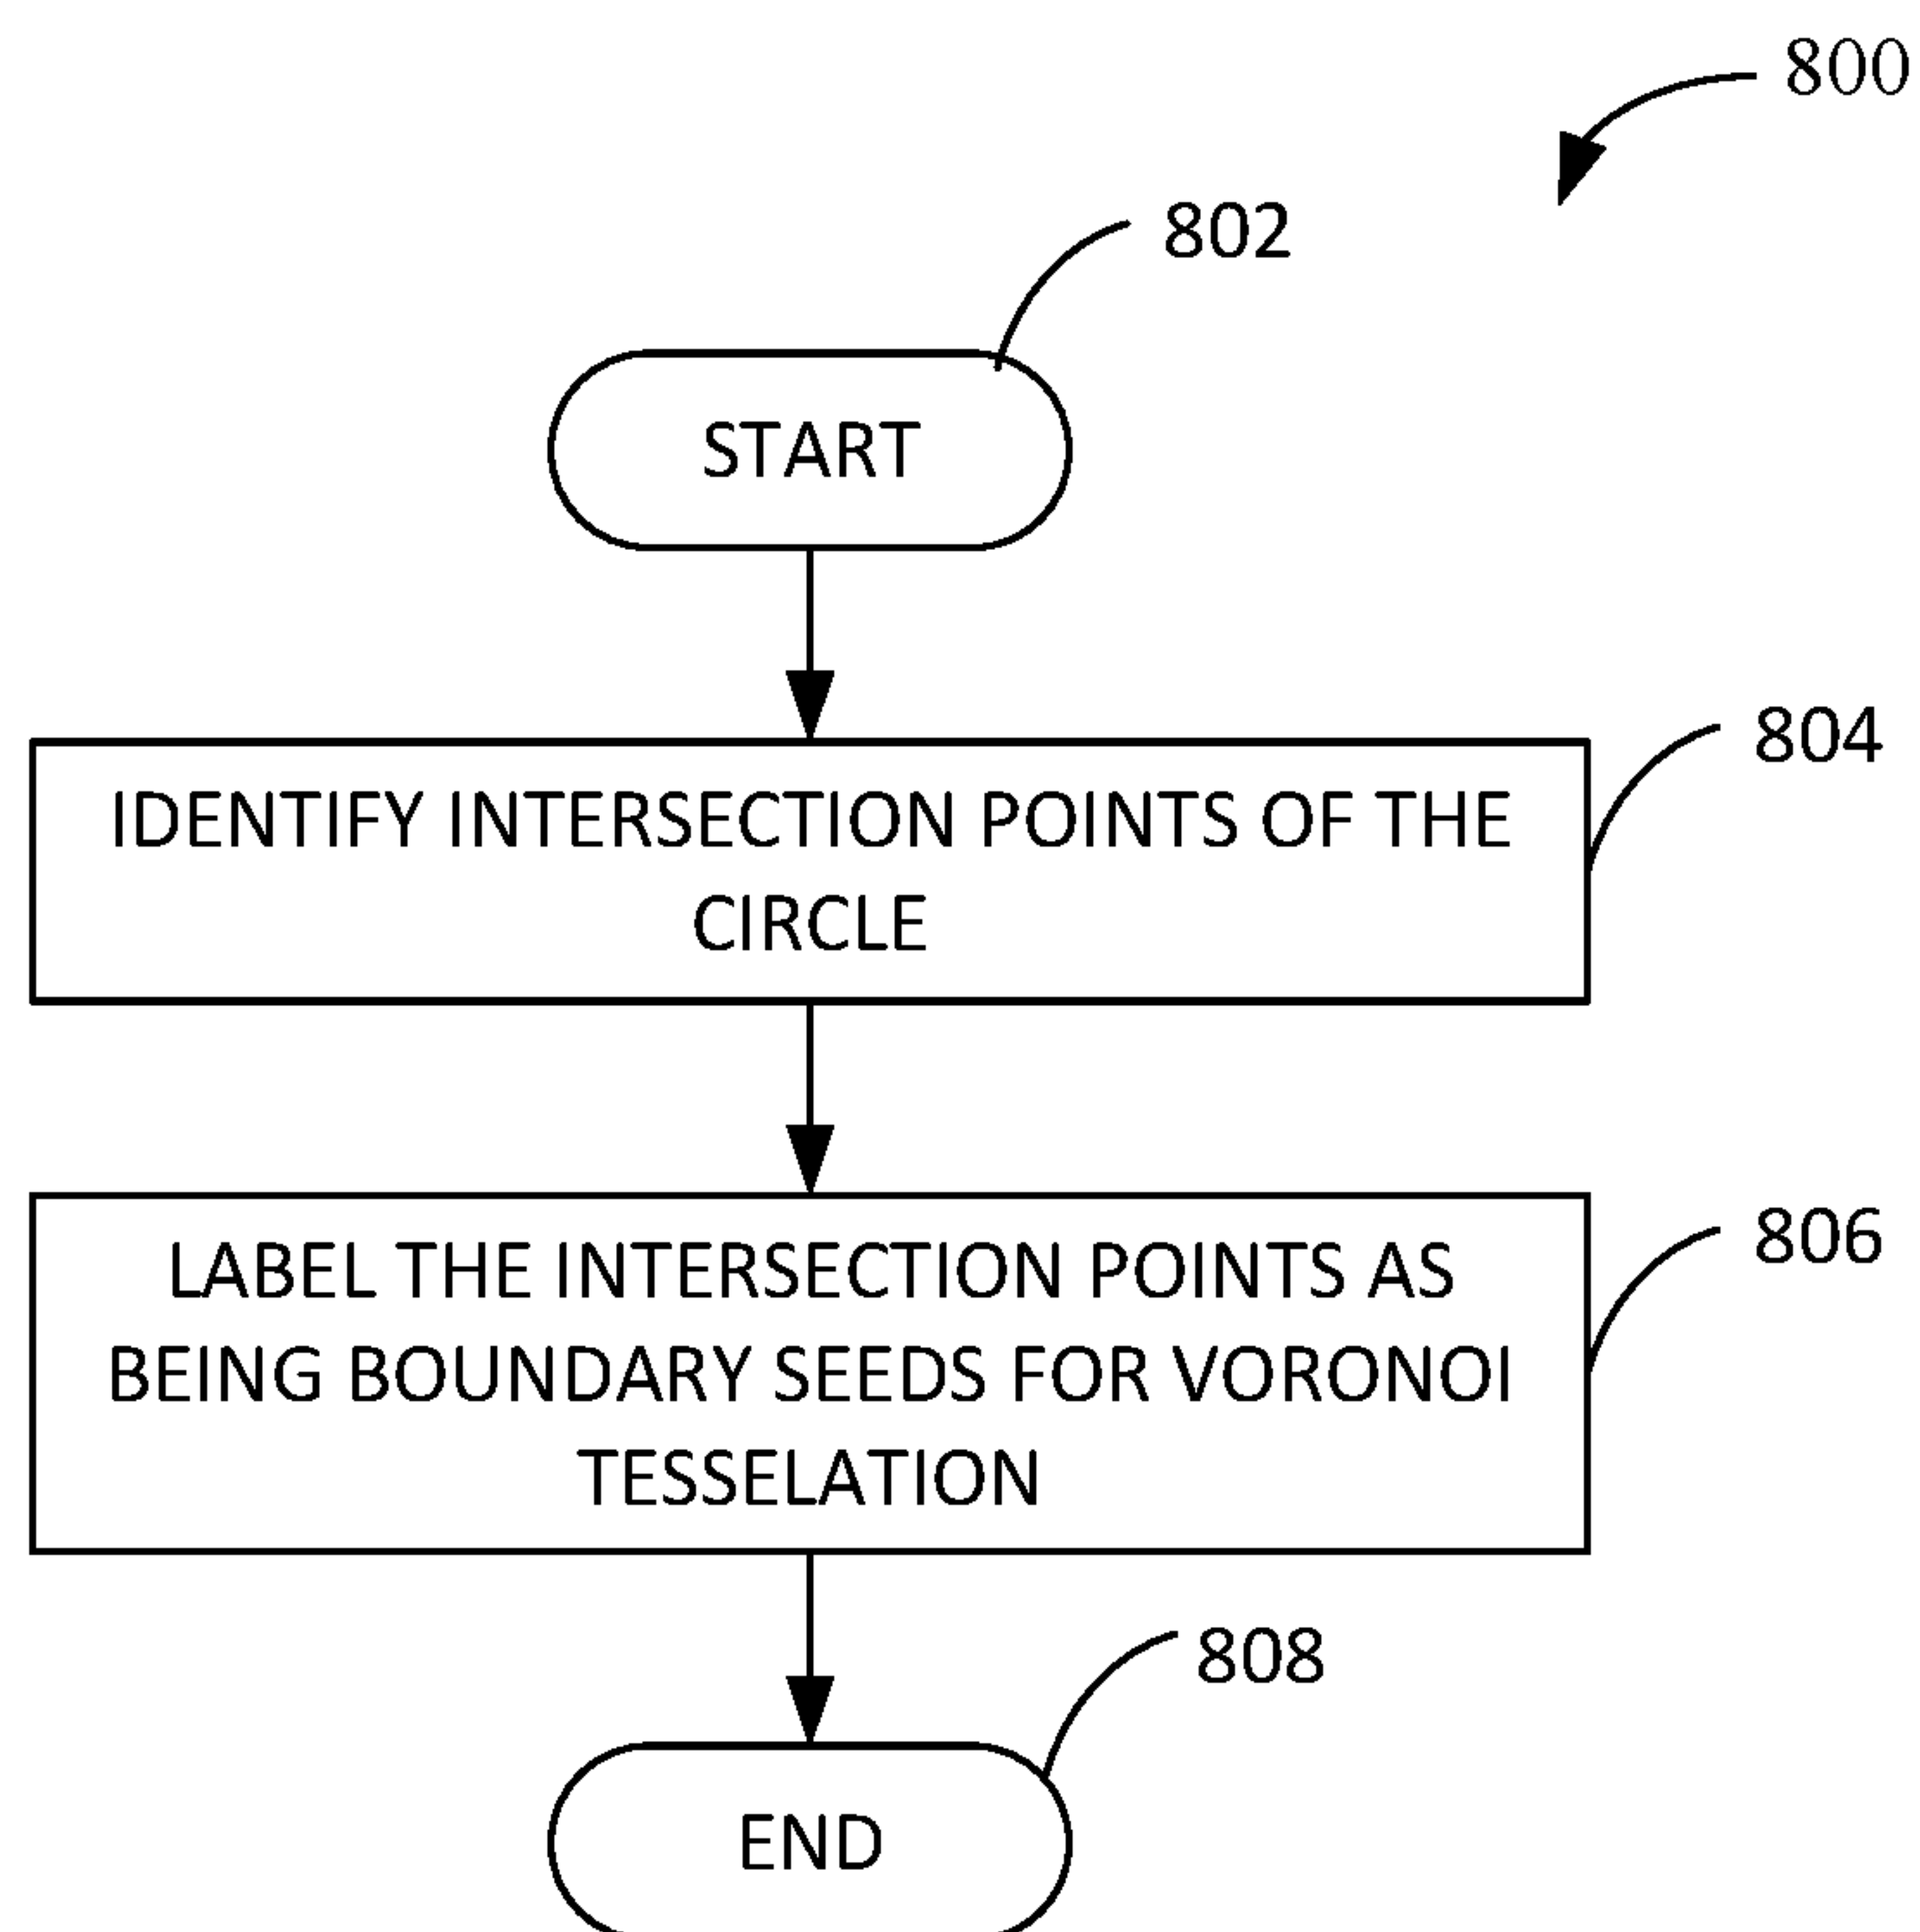 800
802
START
804
IDENTIFY INTERSECTION POINTS OF THE
CIRCLE
806
LABEL THE INTERSECTION POINTS AS
BEING BOUNDARY SEEDS FOR VORONOI
TESSELATION
808
END